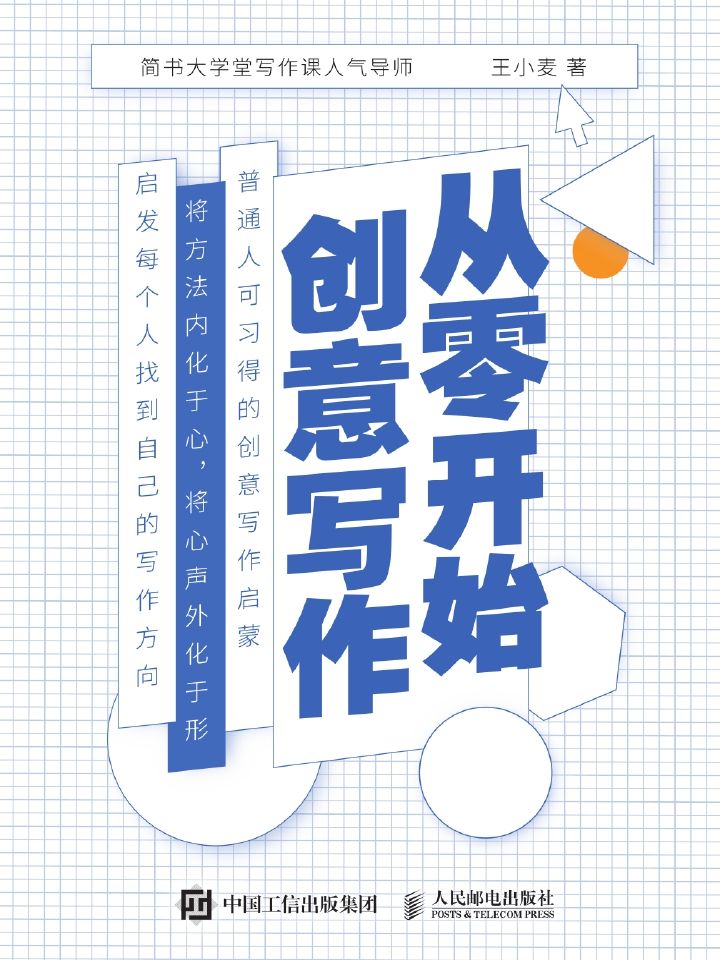 简书大学堂写作课人气导师 王小麦 著
从零开始
创意写作
普通人可习得的创意写作启蒙
将方法内化于心，将心声外化于形
启发每个人找到自己的写作方向
中国工信出版集团
人民邮电出版社
POSTS & TELECOM PRESS